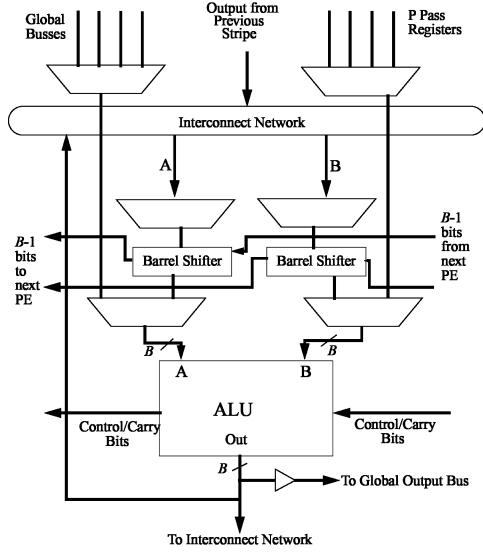 Global
Busses
Output from
Previous
Stripe
P Pass
Registers
Interconnect Network
A
B
B-1
bits
to
next
PE
Barrel Shifter
Barrel Shifter
B-1
bits
from
next
PE
B
B
A
B
ALU
Control/Carry
Bits
Control/Carry
Bits
Out
B
To Global Output Bus
To Interconnect Network